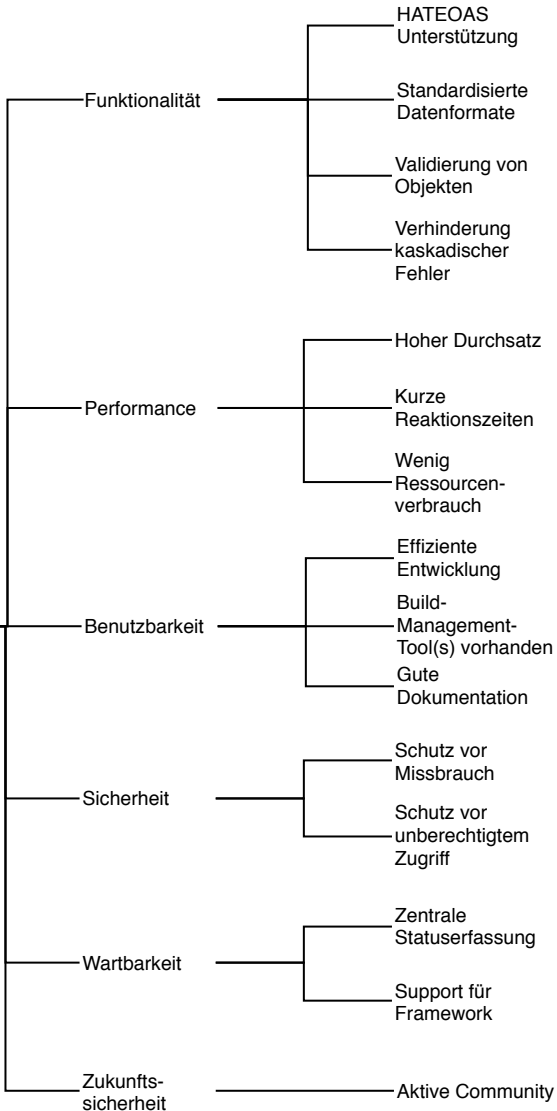 Funktionalität
HATEOAS
Unterstützung
Standardisierte
Datenformate
Validierung von
Objekten
Verhinderung
kaskadischer
Fehler
Performance
Hoher Durchsatz
Kurze
Reaktionszeiten
Wenig
Ressourcen-
verbrauch
Benutzbarkeit
Effiziente
Entwicklung
Build-
Management-
Tool(s) vorhanden
Gute
Dokumentation
Sicherheit
Schutz vor
Missbrauch
Schutz vor
unberechtigtem
Zugriff
Wartbarkeit
Zentrale
Statuserfassung
Support für
Framework
Zukunfts-
sicherheit
Aktive Community